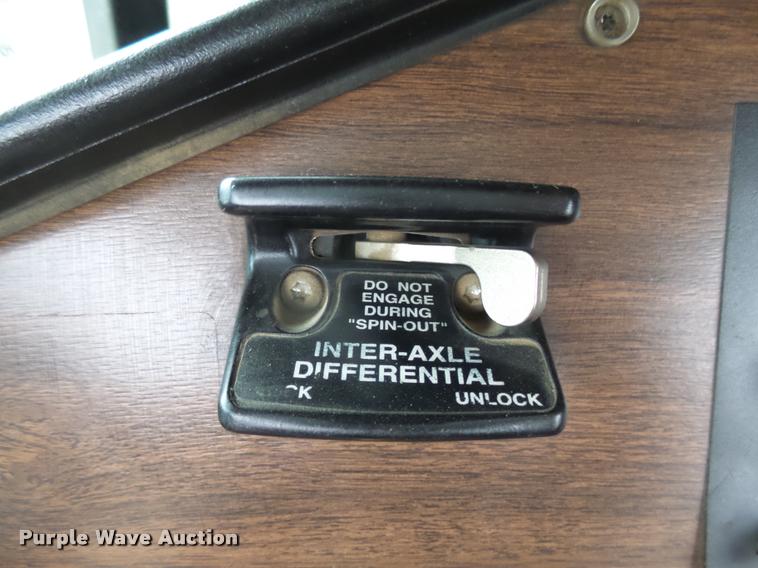 DO NOT
ENGAGE
DURING
"SPIN-OUT"
INTER-AXLE
DIFFERENTIAL
UNLOCK
Purple Wave Auction